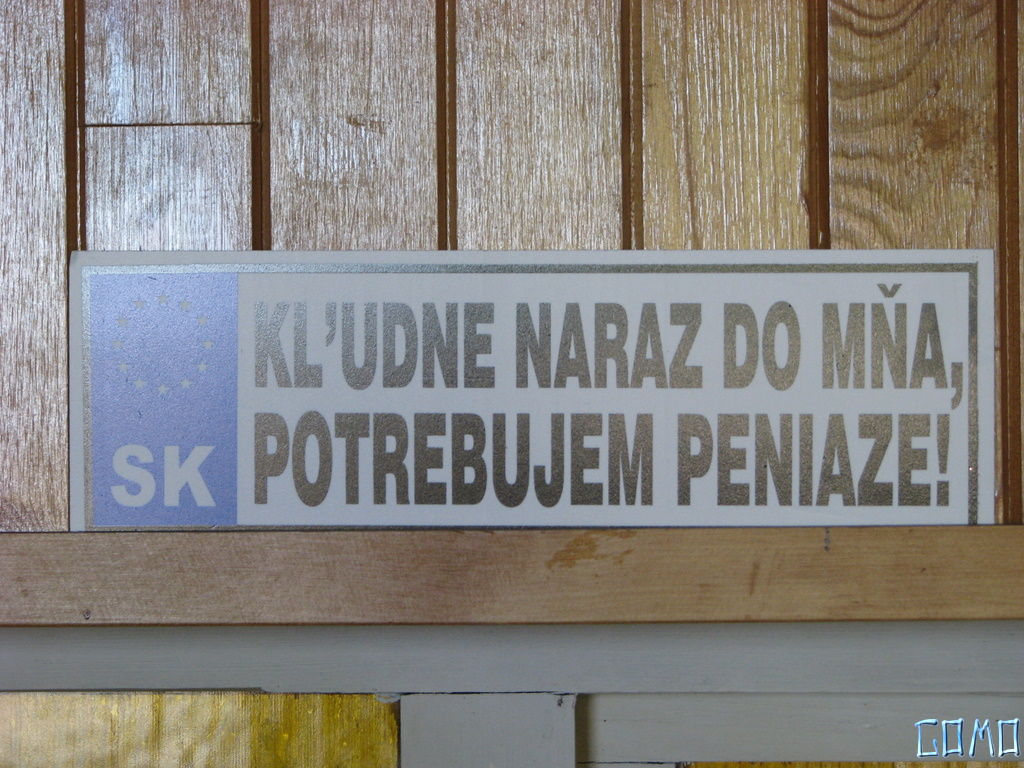 SK
KL'UDNE NARAZ DO MŇA,
POTREBUJEM PENIAZE!
GOMO